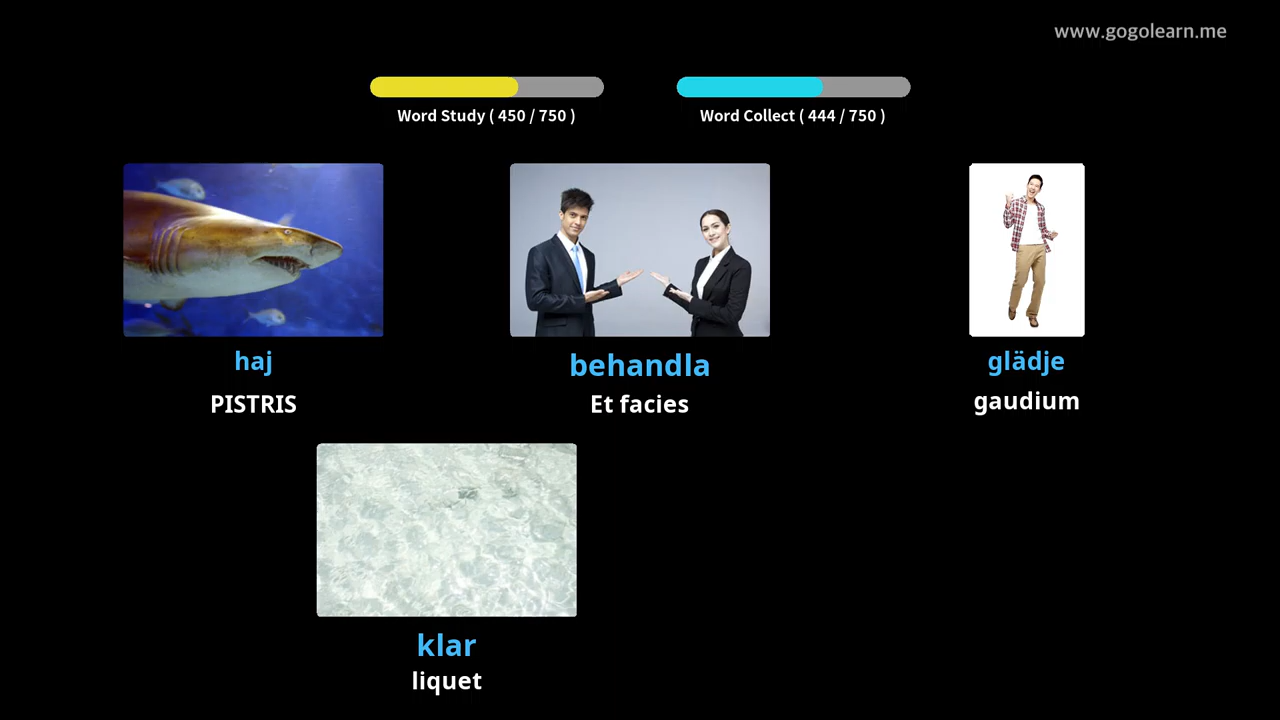 www.gogolearn.me
Word Study ( 450 / 750 )
Word Collect ( 444 / 750 )
haj
PISTRIS
behandla
Et facies
glädje
gaudium
klar
liquet